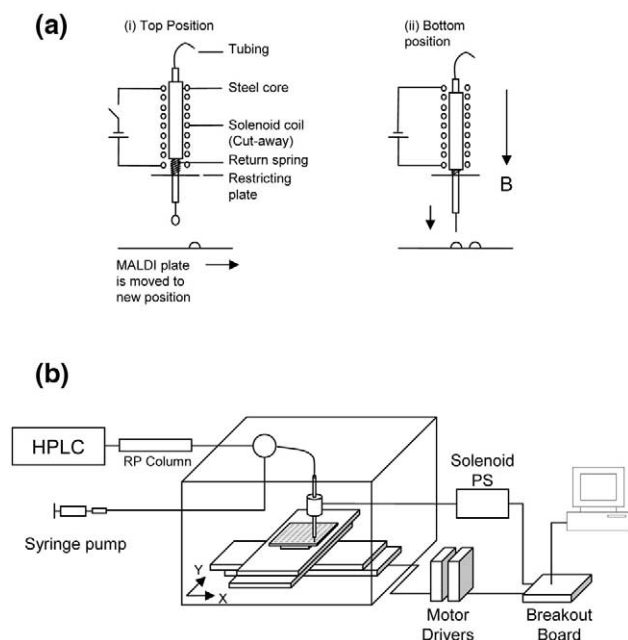 (a)
(i) Top Position
Tubing
Steel core
Solenoid coil
(Cut-away)
Return spring
Restricting
plate
MALDI plate
is moved to
new position
(ii) Bottom
position
B
(b)
HPLC
RP Column
Syringe pump
Solenoid
PS
Y
X
Motor
Drivers
Breakout
Board